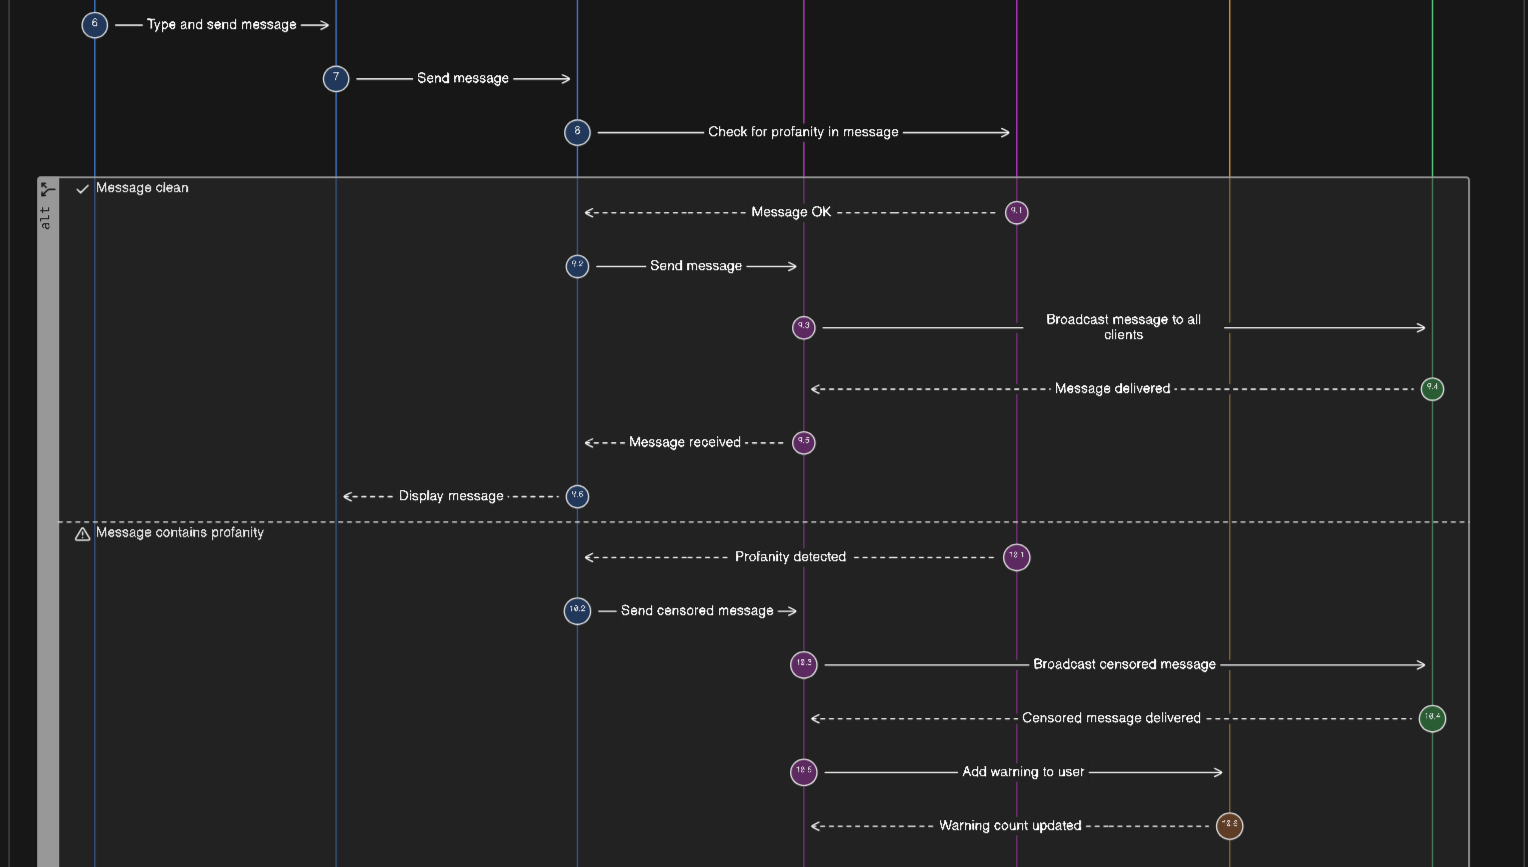 6
Type and send message
7
Send message
8
Check for profanity in message
alt
Message clean
Message OK
9.1
9.2
Send message
9.3
Broadcast message to all
clients
Message delivered
9.4
Message received
9.5
Display message
9.6
Message contains profanity
Profanity detected
10.1
10.2
Send censored message
10.3
Broadcast censored message
Censored message delivered
10.4
10.5
Add warning to user
Warning count updated
10.6